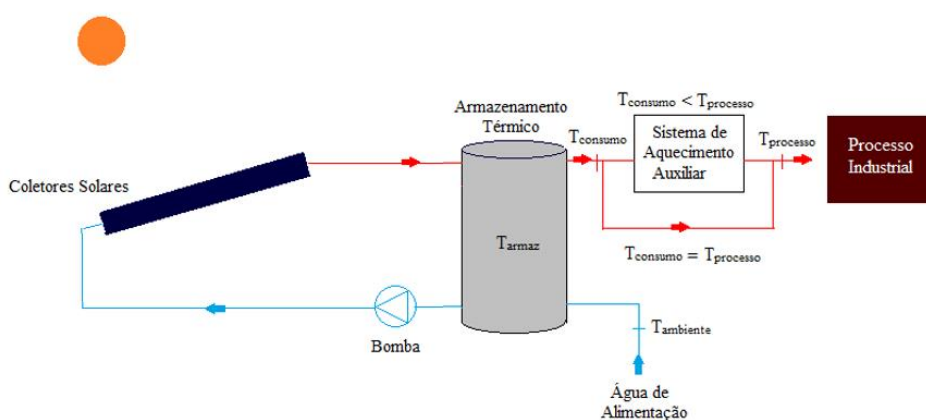 Coletores Solares
Bomba
Armazenamento
Térmico
Tarmaz
Tconsumo
Tconsumo < Tprocesso
Sistema de
Aquecimento
Auxiliar
Tconsumo = Tprocesso
Tprocesso
Processo
Industrial
Tambiente
Água de
Alimentação